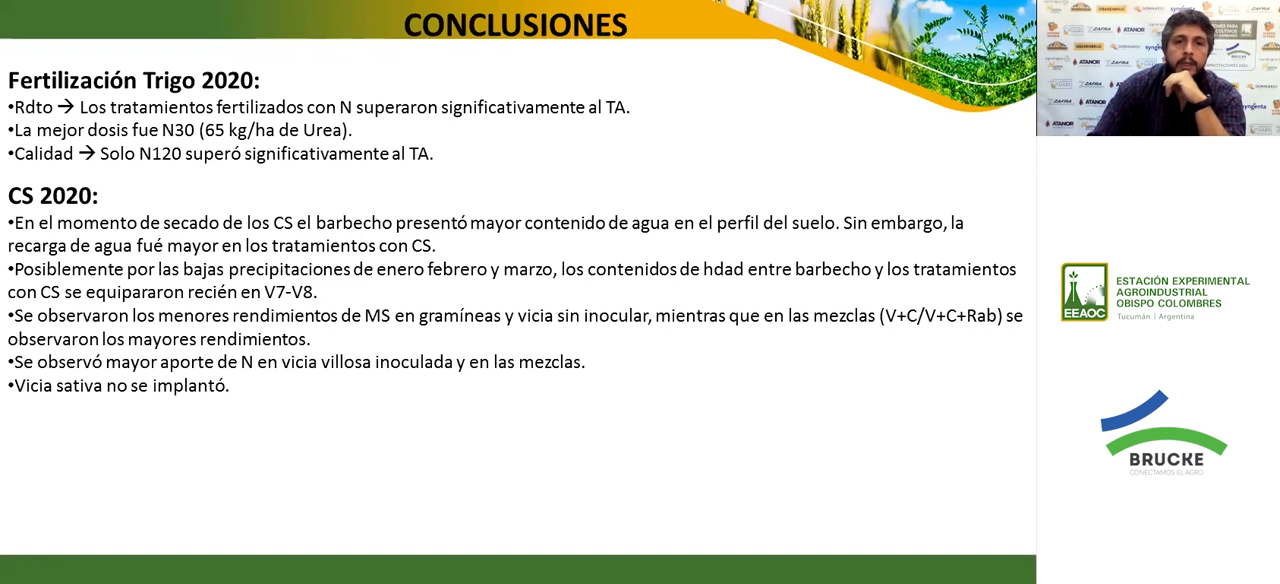 CONCLUSIONES
Fertilización Trigo 2020:
•Rdto → Los tratamientos fertilizados con N superaron significativamente al TA.
•La mejor dosis fue N30 (65 kg/ha de Urea).
•Calidad → Solo N120 superó significativamente al TA.
CS 2020:
•En el momento de secado de los CS el barbecho presentó mayor contenido de agua en el perfil del suelo. Sin embargo, la
recarga de agua fué mayor en los tratamientos con CS.
•Posiblemente por las bajas precipitaciones de enero febrero y marzo, los contenidos de hdad entre barbecho y los tratamientos
con CS se equipararon recién en V7-V8.
•Se observaron los menores rendimientos de MS en gramíneas y vicia sin inocular, mientras que en las mezclas (V+C/V+C+Rab) se
observaron los mayores rendimientos.
•Se observó mayor aporte de N en vicia villosa inoculada y en las mezclas.
•Vicia sativa no se implantó.
ZAFRA
ATANOR
syngenta
EEAOC
ESTACIÓN EXPERIMENTAL
AGROINDUSTRIAL
OBISPO COLOMBRES
Tucumán | Argentina
BRUCKE
CONECTAMOS EL AGRO